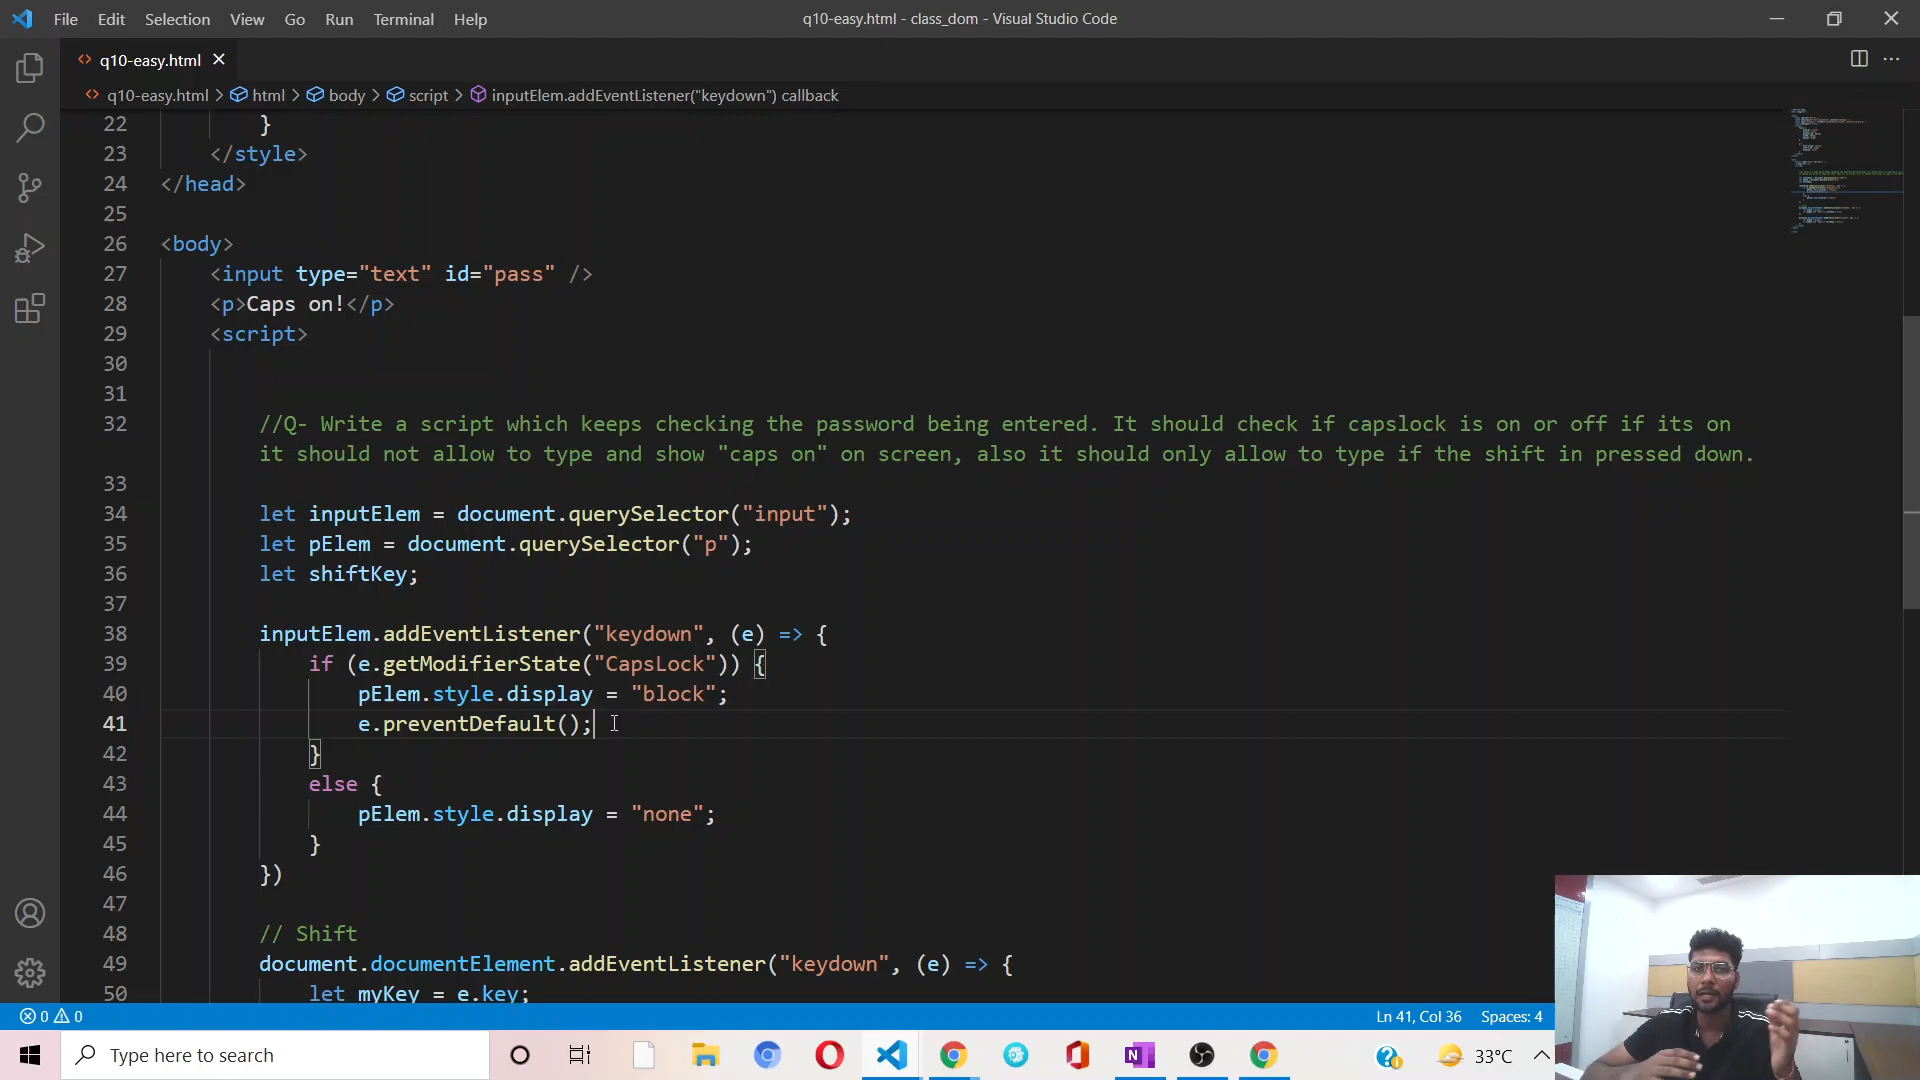 File Edit Selection View Go Run Terminal Help
q10-easy.html - class_dom - Visual Studio Code
q10-easy.html
q10-easy.html > html > body > script > inputElem.addEventListener("keydown") callback
22 }
23 </style>
24 </head>
25
26 <body>
27 <input type="text" id="pass" />
28 <p>Caps on!</p>
29 <script>
30
31
32 //Q- Write a script which keeps checking the password being entered. It should check if capslock is on or off if its on
it should not allow to type and show "caps on" on screen, also it should only allow to type if the shift in pressed down.
33
34 let inputElem = document.querySelector("input");
35 let pElem = document.querySelector("p");
36 let shiftKey;
37
38 inputElem.addEventListener("keydown", (e) => {
39 if (e.getModifierState("CapsLock")) {
40 pElem.style.display = "block";
41 e.preventDefault();
42 }
43 else {
44 pElem.style.display = "none";
45 }
46 })
47
48 // Shift
49 document.documentElement.addEventListener("keydown", (e) => {
50 let myKey = e.key;
0 0
Ln 41, Col 36 Spaces: 4
Type here to search
33°C